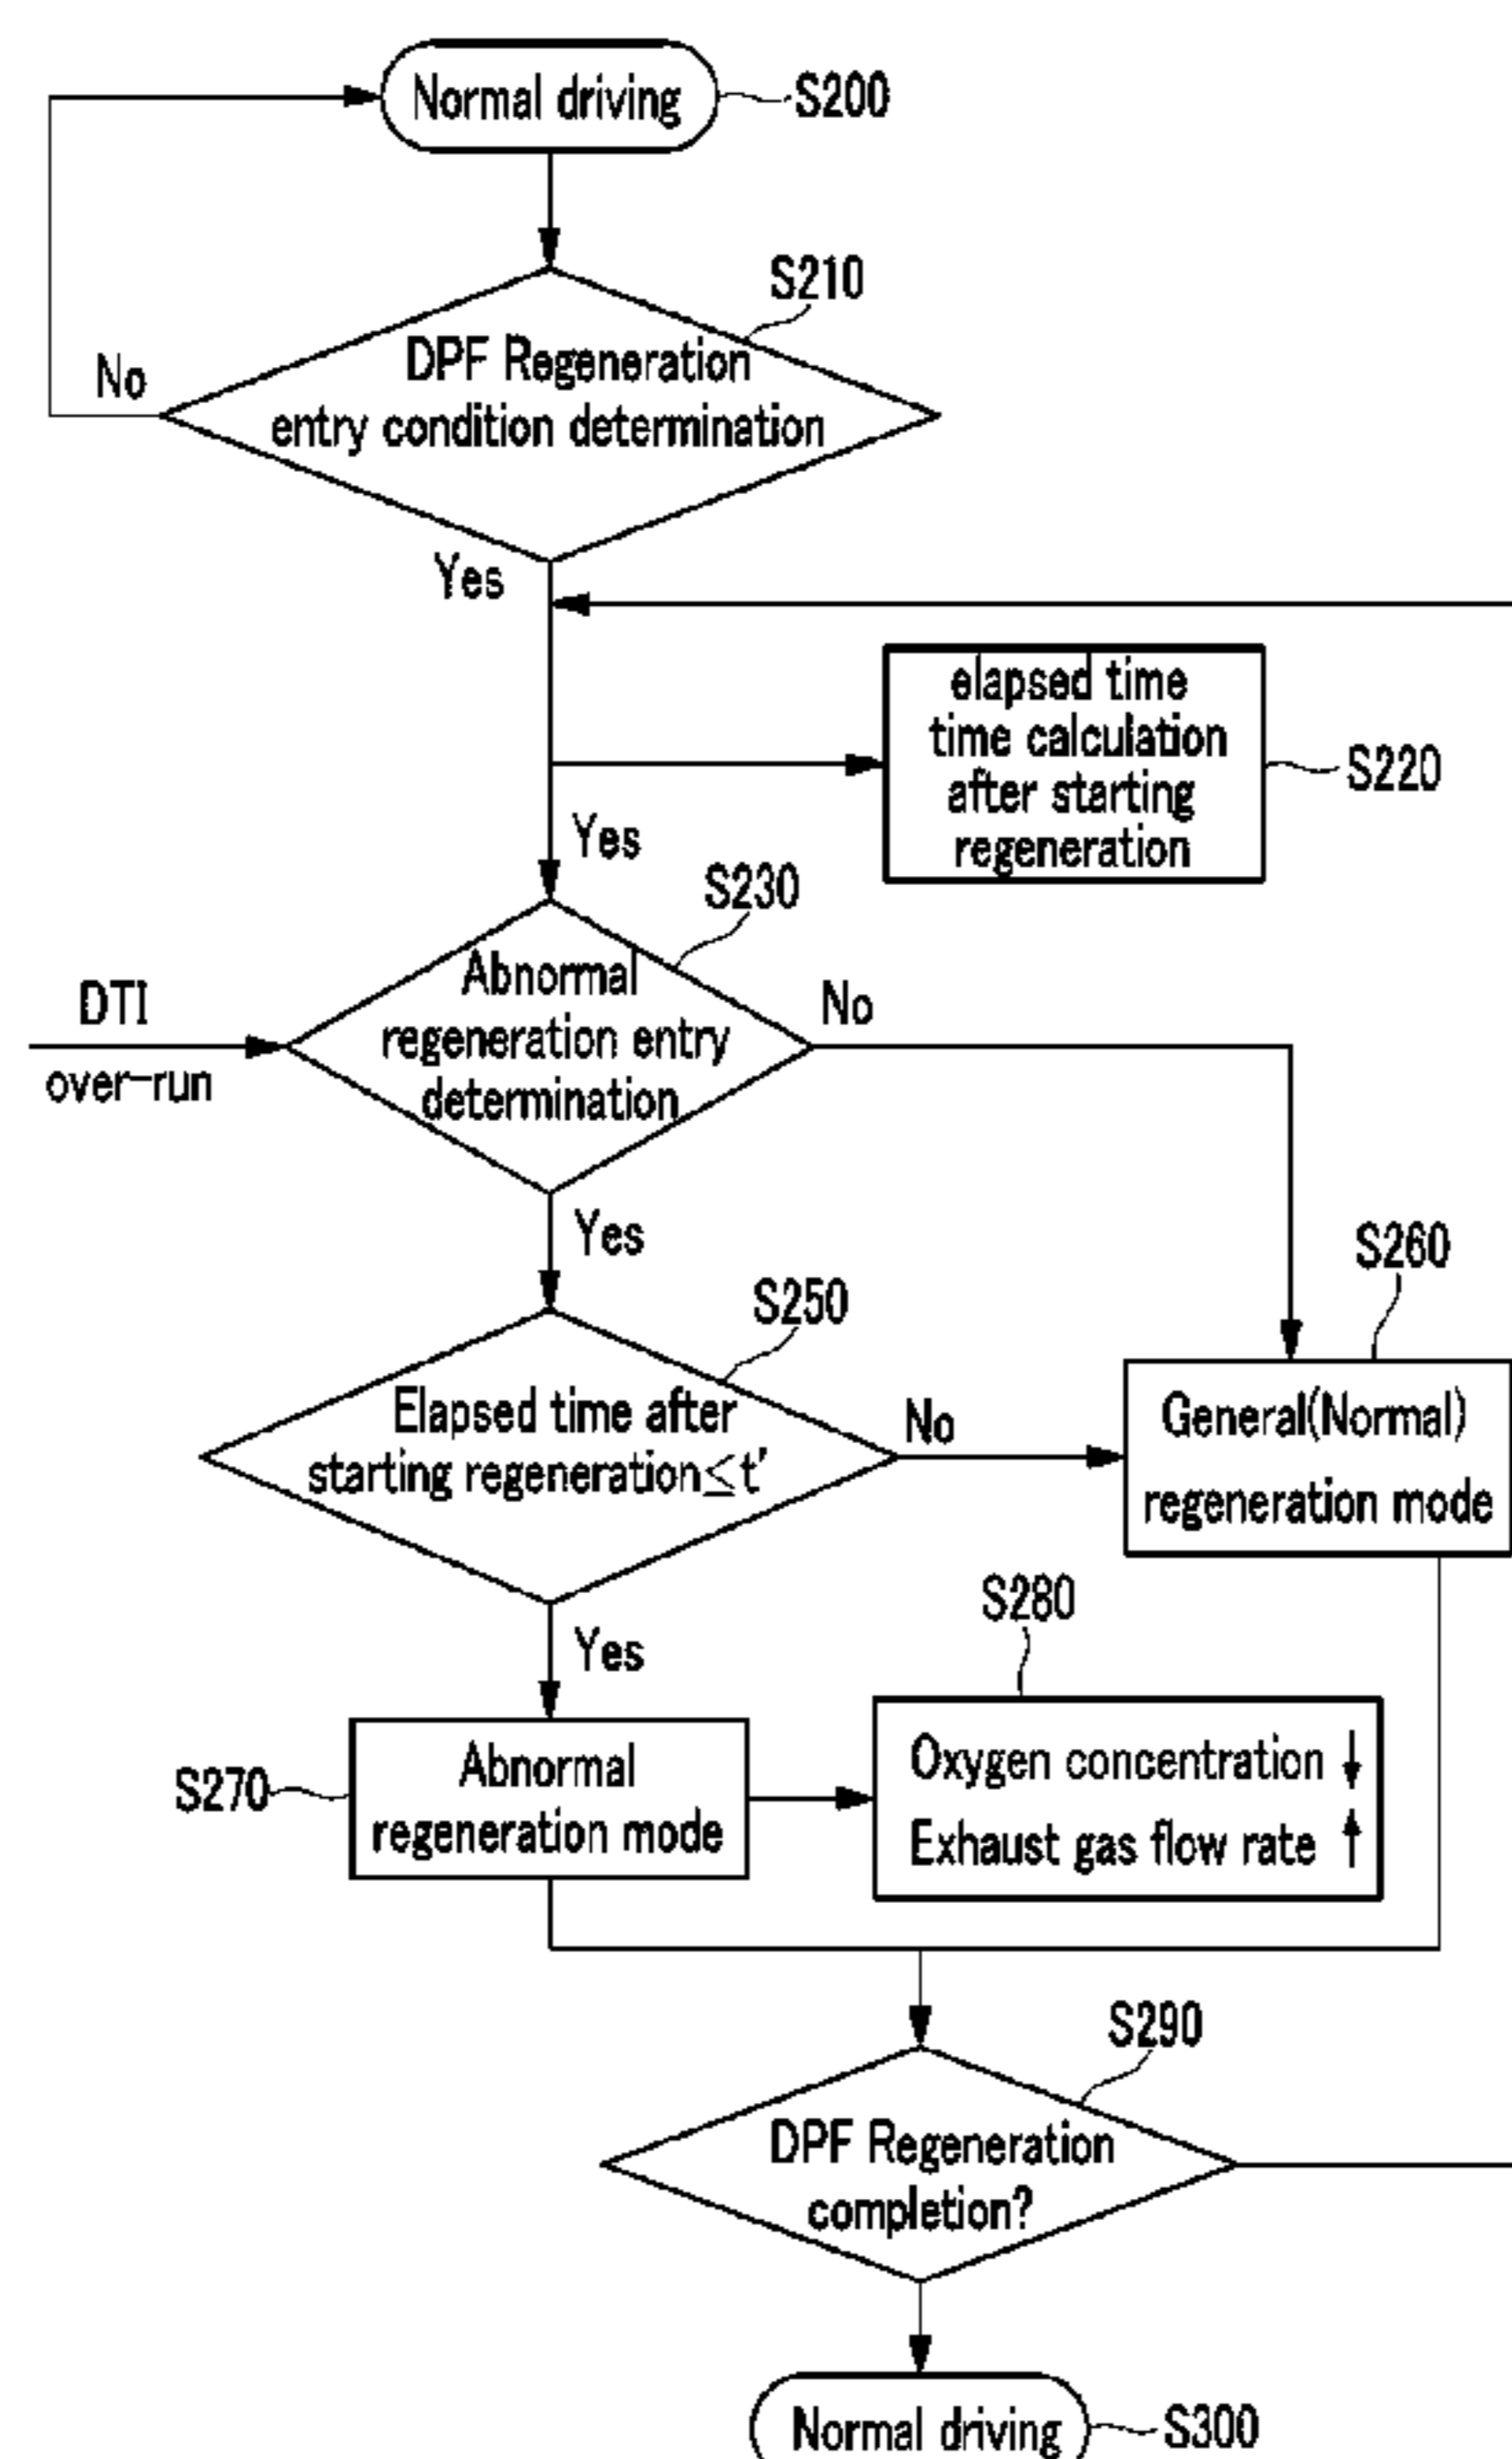 Normal driving
S200
S210
DPF Regeneration
entry condition determination
No
Yes
elapsed time
time calculation
after starting
regeneration
S220
Yes
S230
Abnormal
regeneration entry
determination
DTI
over-run
No
Yes
S250
Elapsed time after
starting regeneration≤t'
No
S260
General(Normal)
regeneration mode
Yes
S270
Abnormal
regeneration mode
S280
Oxygen concentration ↓
Exhaust gas flow rate ↑
S290
DPF Regeneration
completion?
Normal driving
S300